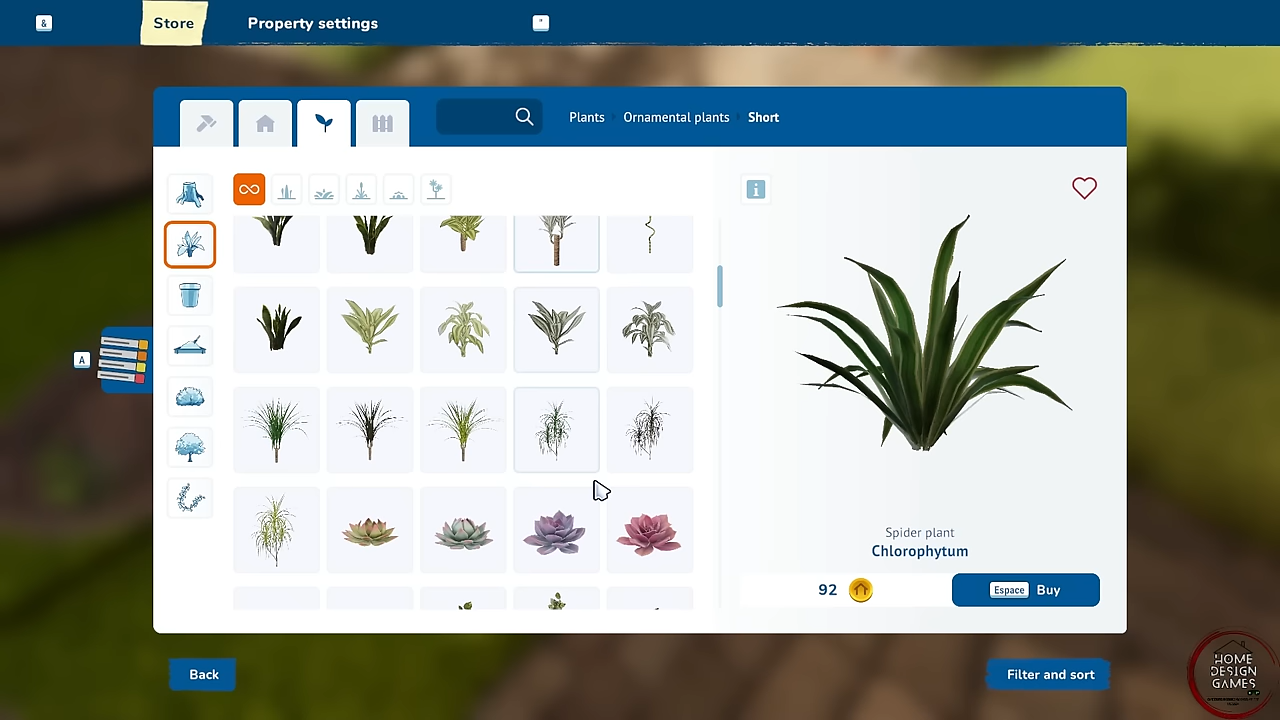 &
Store
Property settings
"
Plants
Ornamental plants
Short
A
Spider plant
Chlorophytum
92
Espace
Buy
Back
Filter and sort
HOME
DESIGN
GAMES